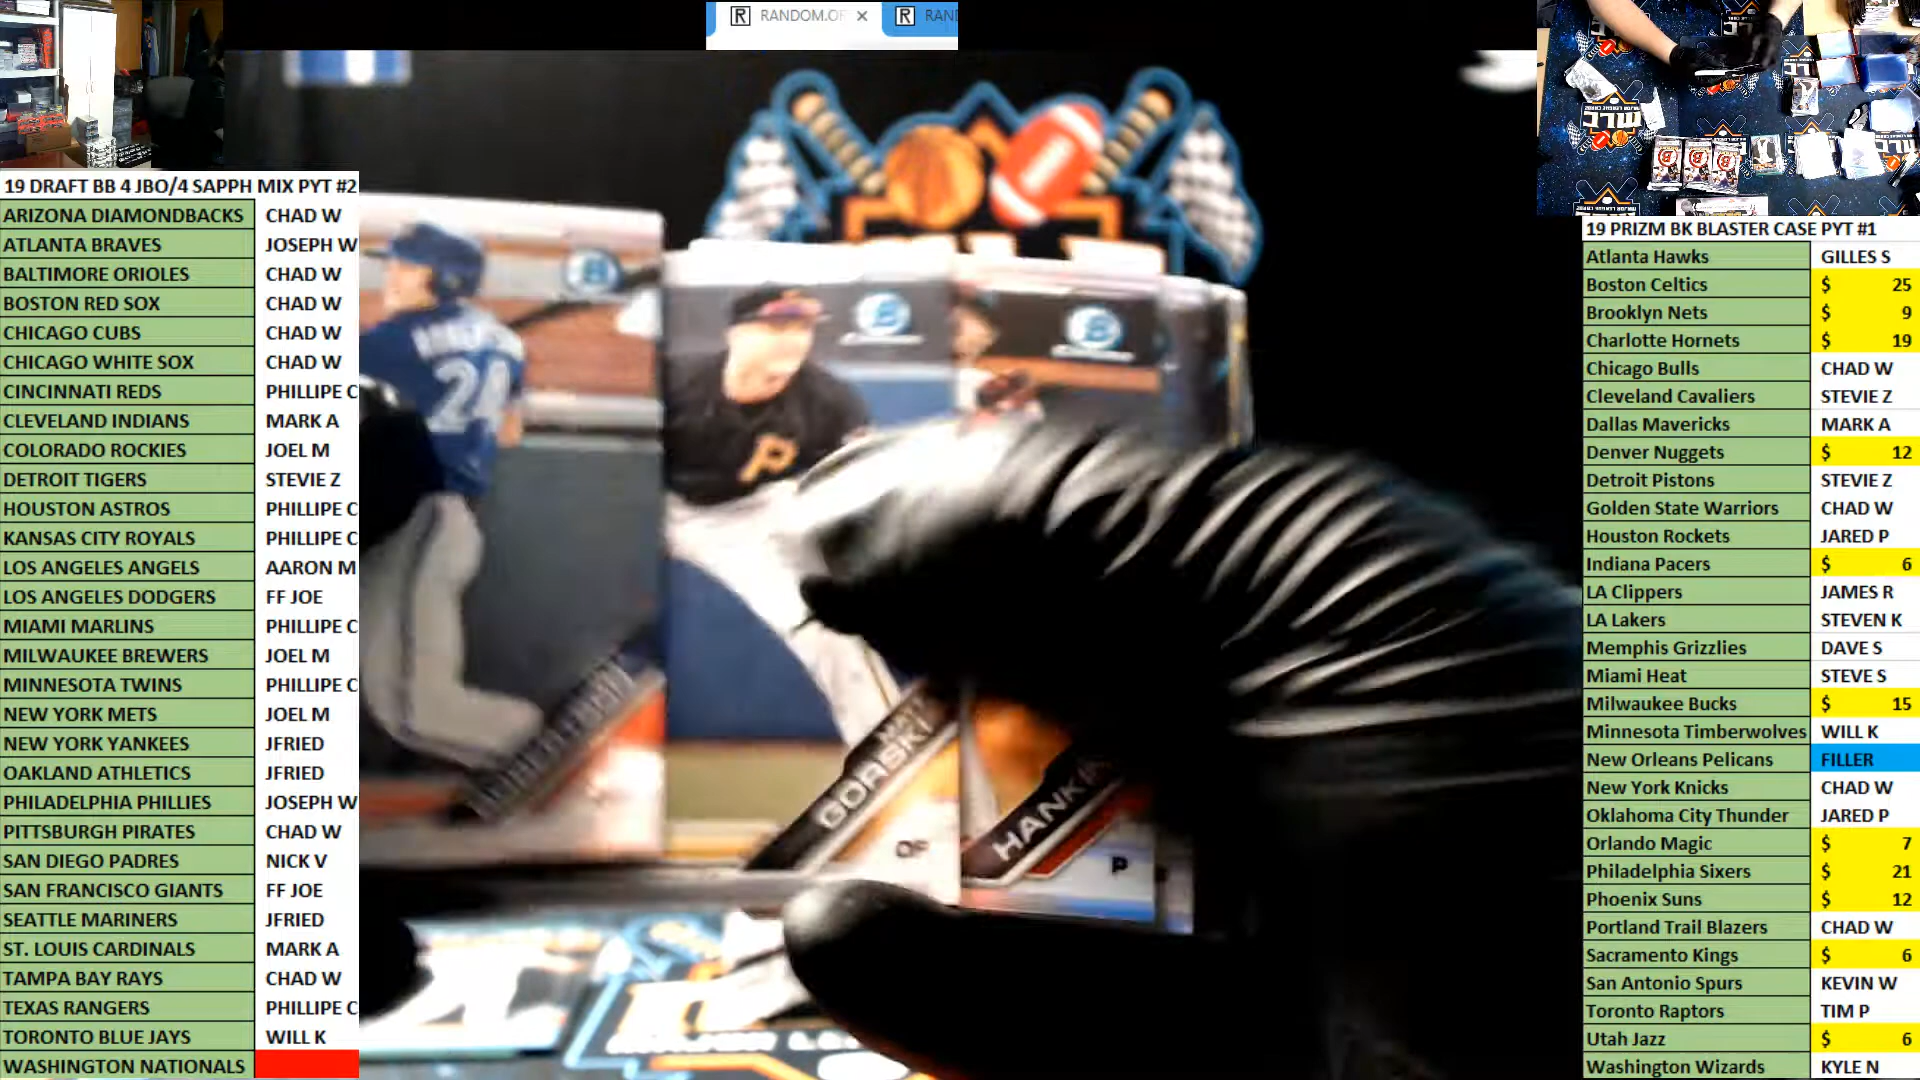 RANDOM.OR
RAN
19 DRAFT BB 4 JBO/4 SAPPH MIX PYT #2
ARIZONA DIAMONDBACKS CHAD W
ATLANTA BRAVES JOSEPH W
BALTIMORE ORIOLES CHAD W
BOSTON RED SOX CHAD W
CHICAGO CUBS CHAD W
CHICAGO WHITE SOX CHAD W
CINCINNATI REDS PHILLIPE C
CLEVELAND INDIANS MARK A
COLORADO ROCKIES JOEL M
DETROIT TIGERS STEVIE Z
HOUSTON ASTROS PHILLIPE C
KANSAS CITY ROYALS PHILLIPE C
LOS ANGELES ANGELS AARON M
LOS ANGELES DODGERS FF JOE
MIAMI MARLINS PHILLIPE C
MILWAUKEE BREWERS JOEL M
MINNESOTA TWINS PHILLIPE C
NEW YORK METS JOEL M
NEW YORK YANKEES JFRIED
OAKLAND ATHLETICS JFRIED
PHILADELPHIA PHILLIES JOSEPH W
PITTSBURGH PIRATES CHAD W
SAN DIEGO PADRES NICK V
SAN FRANCISCO GIANTS FF JOE
SEATTLE MARINERS JFRIED
ST. LOUIS CARDINALS MARK A
TAMPA BAY RAYS CHAD W
TEXAS RANGERS PHILLIPE C
TORONTO BLUE JAYS WILL K
WASHINGTON NATIONALS
24
B
P
MATT
GORSKI
OF
B
HANKIN
P
19 PRIZM BK BLASTER CASE PYT #1
Atlanta Hawks GILLES S
Boston Celtics $ 25
Brooklyn Nets $ 9
Charlotte Hornets $ 19
Chicago Bulls CHAD W
Cleveland Cavaliers STEVIE Z
Dallas Mavericks MARK A
Denver Nuggets $ 12
Detroit Pistons STEVIE Z
Golden State Warriors CHAD W
Houston Rockets JARED P
Indiana Pacers $ 6
LA Clippers JAMES R
LA Lakers STEVEN K
Memphis Grizzlies DAVE S
Miami Heat STEVE S
Milwaukee Bucks $ 15
Minnesota Timberwolves WILL K
New Orleans Pelicans FILLER
New York Knicks CHAD W
Oklahoma City Thunder JARED P
Orlando Magic $ 7
Philadelphia Sixers $ 21
Phoenix Suns $ 12
Portland Trail Blazers CHAD W
Sacramento Kings $ 6
San Antonio Spurs KEVIN W
Toronto Raptors TIM P
Utah Jazz $ 6
Washington Wizards KYLE N